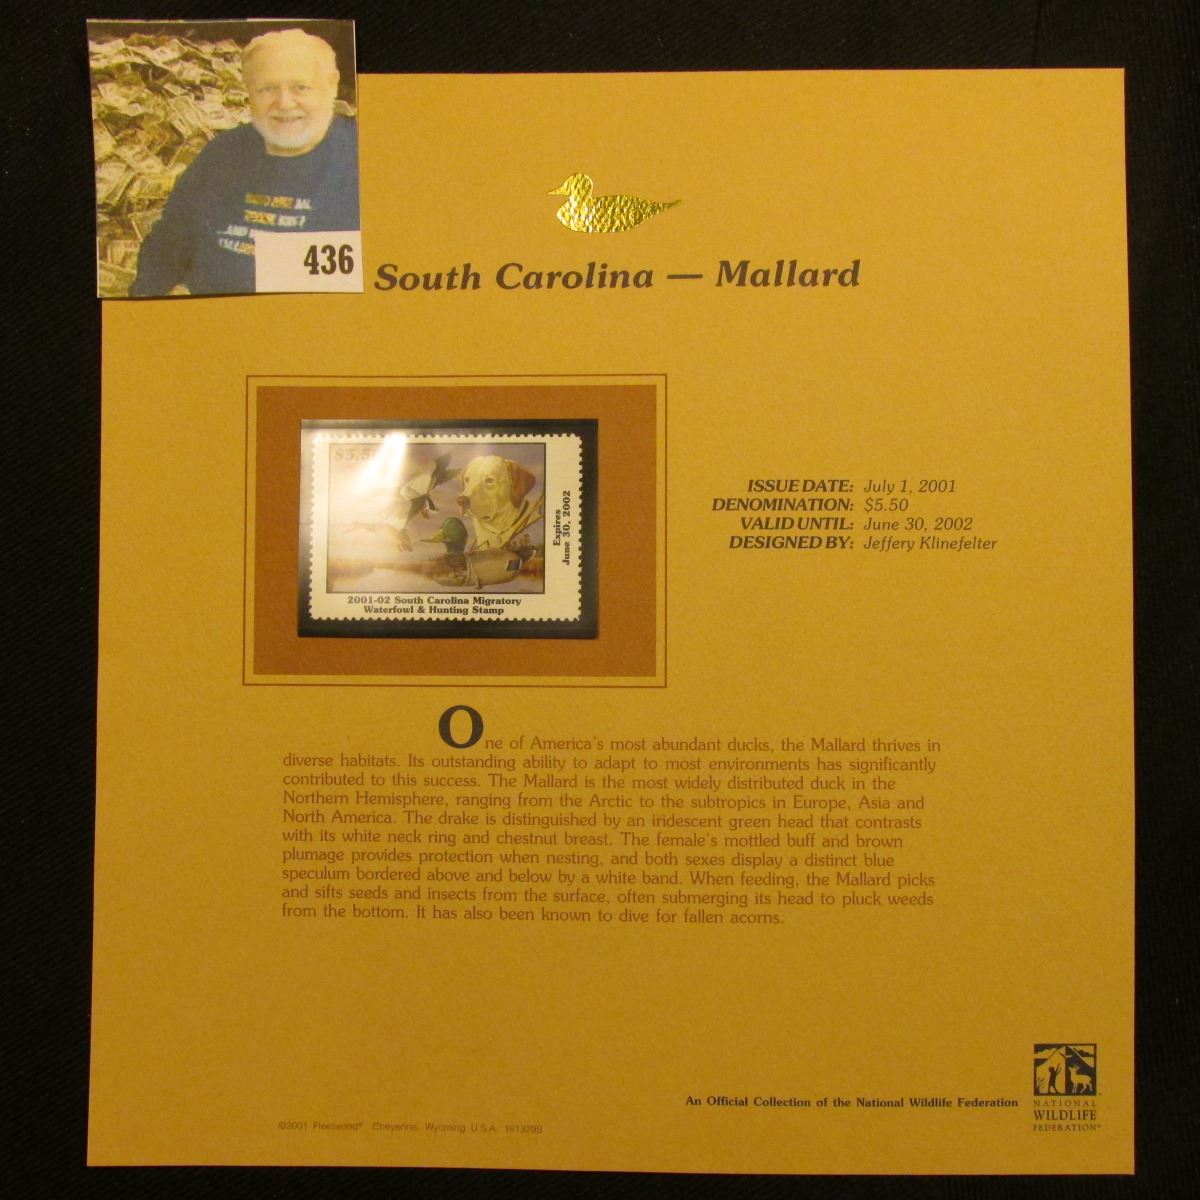 436
South Carolina — Mallard
$5.50
Expires
June 30, 2002
2001-02 South Carolina Migratory
Waterfowl & Hunting Stamp
ISSUE DATE: July 1, 2001
DENOMINATION: $5.50
VALID UNTIL: June 30, 2002
DESIGNED BY: Jeffery Klinefelter
One of America's most abundant ducks, the Mallard thrives in
diverse habitats. Its outstanding ability to adapt to most environments has significantly
contributed to this success. The Mallard is the most widely distributed duck in the
Northern Hemisphere, ranging from the Arctic to the subtropics in Europe, Asia and
North America. The drake is distinguished by an iridescent green head that contrasts
with its white neck ring and chestnut breast. The female's mottled buff and brown
plumage provides protection when nesting, and both sexes display a distinct blue
speculum bordered above and below by a white band. When feeding, the Mallard picks
and sifts seeds and insects from the surface, often submerging its head to pluck weeds
from the bottom. It has also been known to dive for fallen acorns.
An Official Collection of the National Wildlife Federation
NATIONAL
WILDLIFE
FEDERATION®
©2001 Fleetwood® Cheyenne, Wyoming U.S.A. 161329B